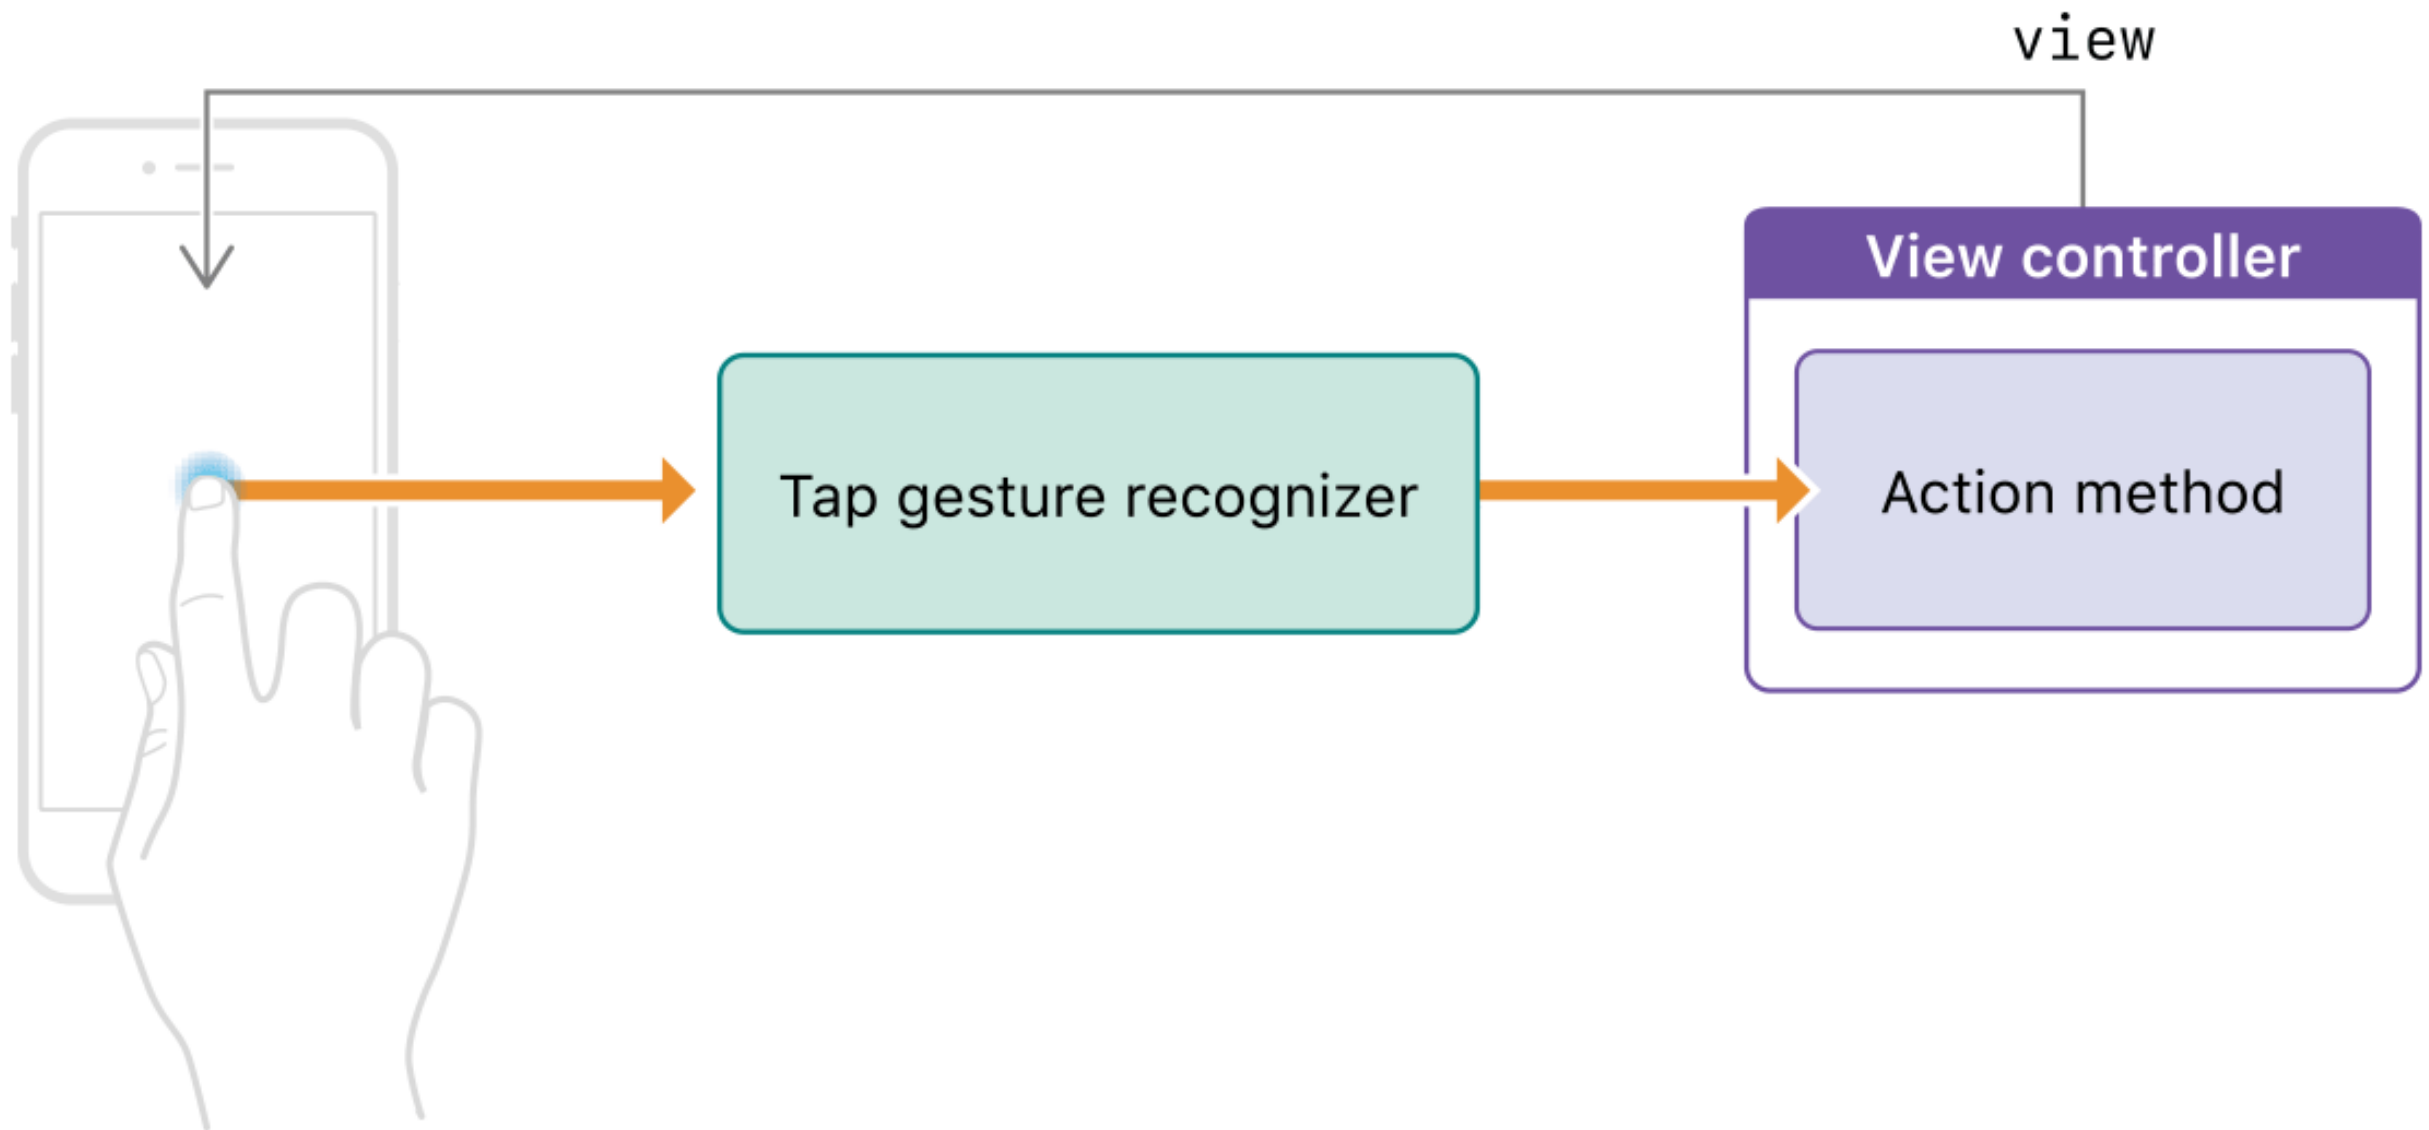 view
View controller
Tap gesture recognizer
Action method